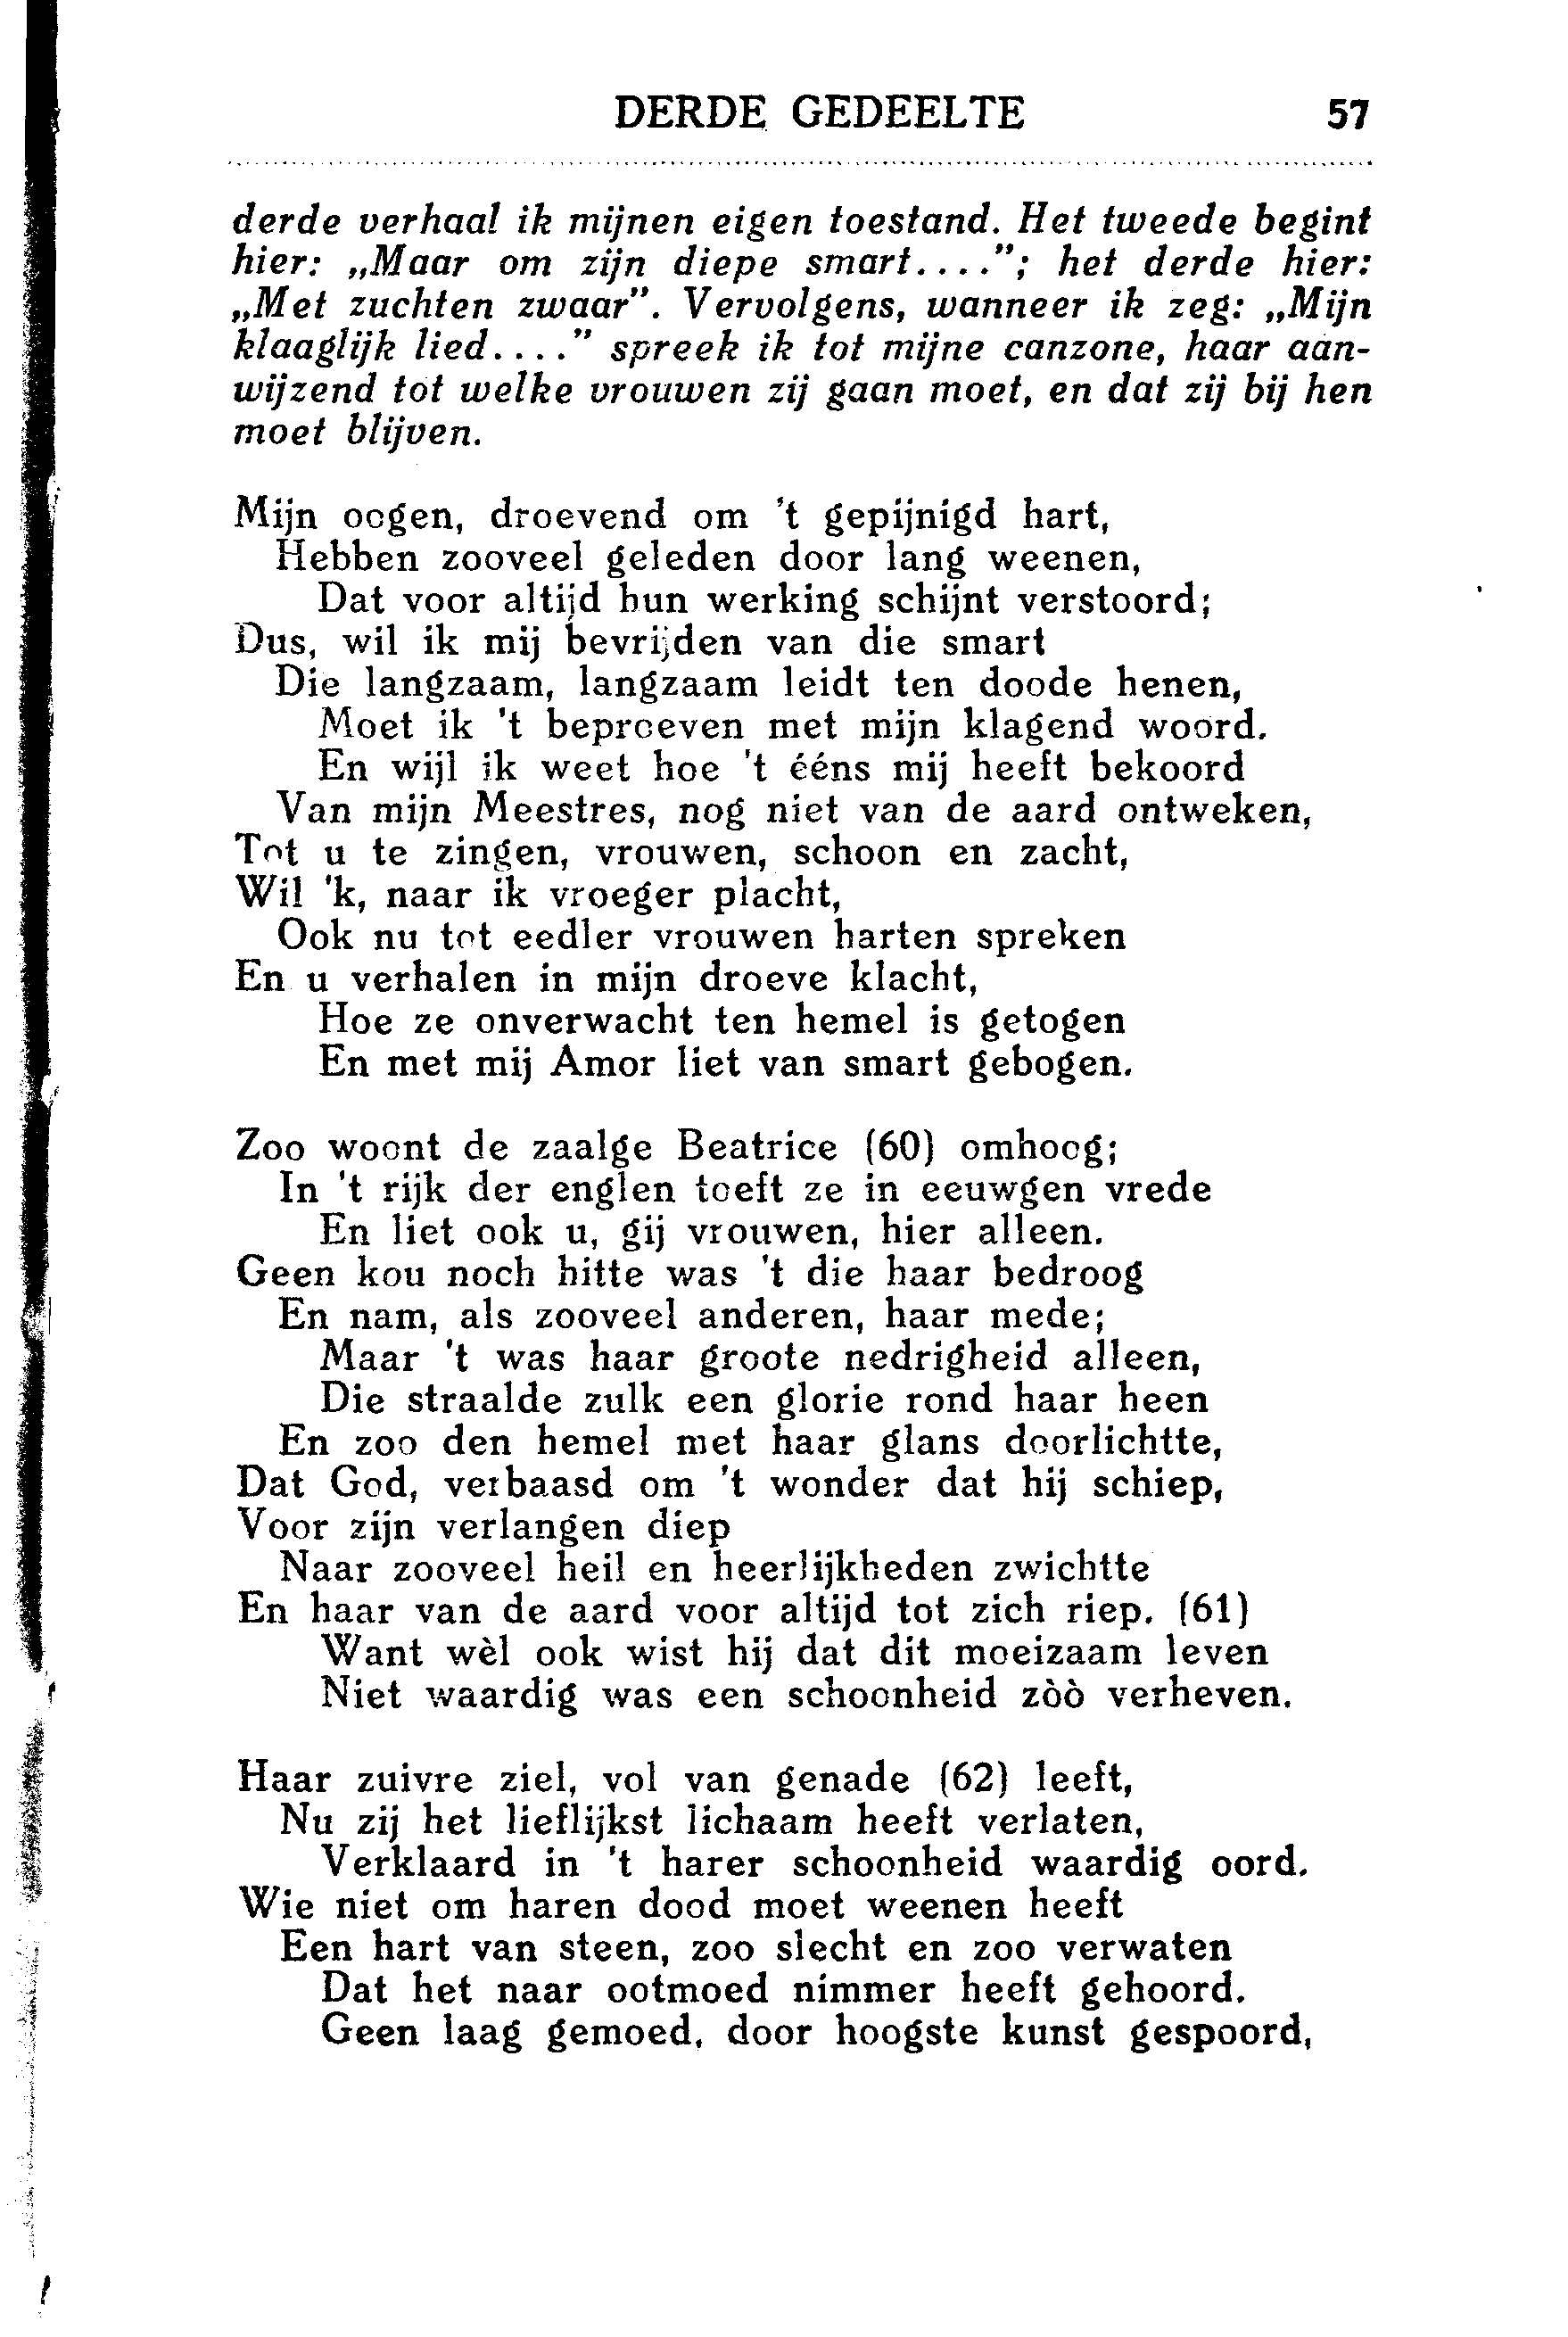 DERDE GEDEELTE 57
derde verhaal ik mijnen eigen toestand. Het tweede begint
hier: „Maar om zijn diepe smart....”; het derde hier:
„Met zuchten zwaar”. Vervolgens, wanneer ik zeg: „Mijn
klaaglijk lied....” spreek ik tot mijne canzone, haar aan-
wijzend tot welke vrouwen zij gaan moet, en dat zij bij hen
moet blijven.
Mijn oogen, droevend om 't gepijnigd hart,
Hebben zooveel geleden door lang weenen,
Dat voor altijd hun werking schijnt verstoord;
Dus, wil ik mij bevrijden van die smart
Die langzaam, langzaam leidt ten doode henen,
Moet ik 't beproeven met mijn klagend woord.
En wijl ik weet hoe 't ééns mij heeft bekoord
Van mijn Meestres, nog niet van de aard ontweken,
Tot u te zingen, vrouwen, schoon en zacht,
Wil 'k, naar ik vroeger placht,
Ook nu tot eedler vrouwen harten spreken
En u verhalen in mijn droeve klacht,
Hoe ze onverwacht ten hemel is getogen
En met mij Amor liet van smart gebogen.
Zoo woont de zaalge Beatrice (60) omhoog;
In 't rijk der englen toeft ze in eeuwgen vrede
En liet ook u, gij vrouwen, hier alleen.
Geen kou noch hitte was 't die haar bedroog
En nam, als zooveel anderen, haar mede;
Maar 't was haar groote nedrigheid alleen,
Die straalde zulk een glorie rond haar heen
En zoo den hemel met haar glans doorlichtte,
Dat God, verbaasd om 't wonder dat hij schiep,
Voor zijn verlangen diep
Naar zooveel heil en heerlijkheden zwichtte
En haar van de aard voor altijd tot zich riep. (61)
Want wèl ook wist hij dat dit moeizaam leven
Niet waardig was een schoonheid zòò verheven.
Haar zuivre ziel, vol van genade (62) leeft,
Nu zij het lieflijkst lichaam heeft verlaten,
Verklaard in 't harer schoonheid waardig oord.
Wie niet om haren dood moet weenen heeft
Een hart van steen, zoo slecht en zoo verwaten
Dat het naar ootmoed nimmer heeft gehoord.
Geen laag gemoed, door hoogste kunst gespoord,